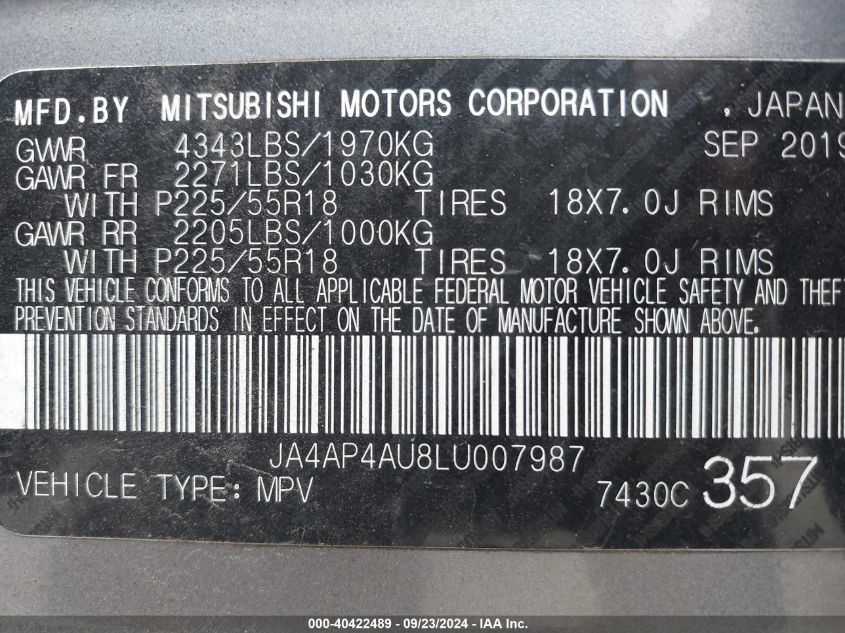 MFD.BY MITSUBISHI MOTORS CORPORATION , JAPAN
GVWR 4343LBS/1970KG SEP 2019
GAWR FR 2271LBS/1030KG
WITH P225/55R18 TIRES 18X7.0J RIMS
GAWR RR 2205LBS/1000KG
WITH P225/55R18 TIRES 18X7.0J RIMS
THIS VEHICLE CONFORMS TO ALL APPLICABLE FEDERAL MOTOR VEHICLE SAFETY AND THEFT
PREVENTION STANDARDS IN EFFECT ON THE DATE OF MANUFACTURE SHOWN ABOVE.
JA4AP4AU8LU007987
VEHICLE TYPE: MPV 7430C 357
000-40422489 - 09/23/2024 - IAA Inc.